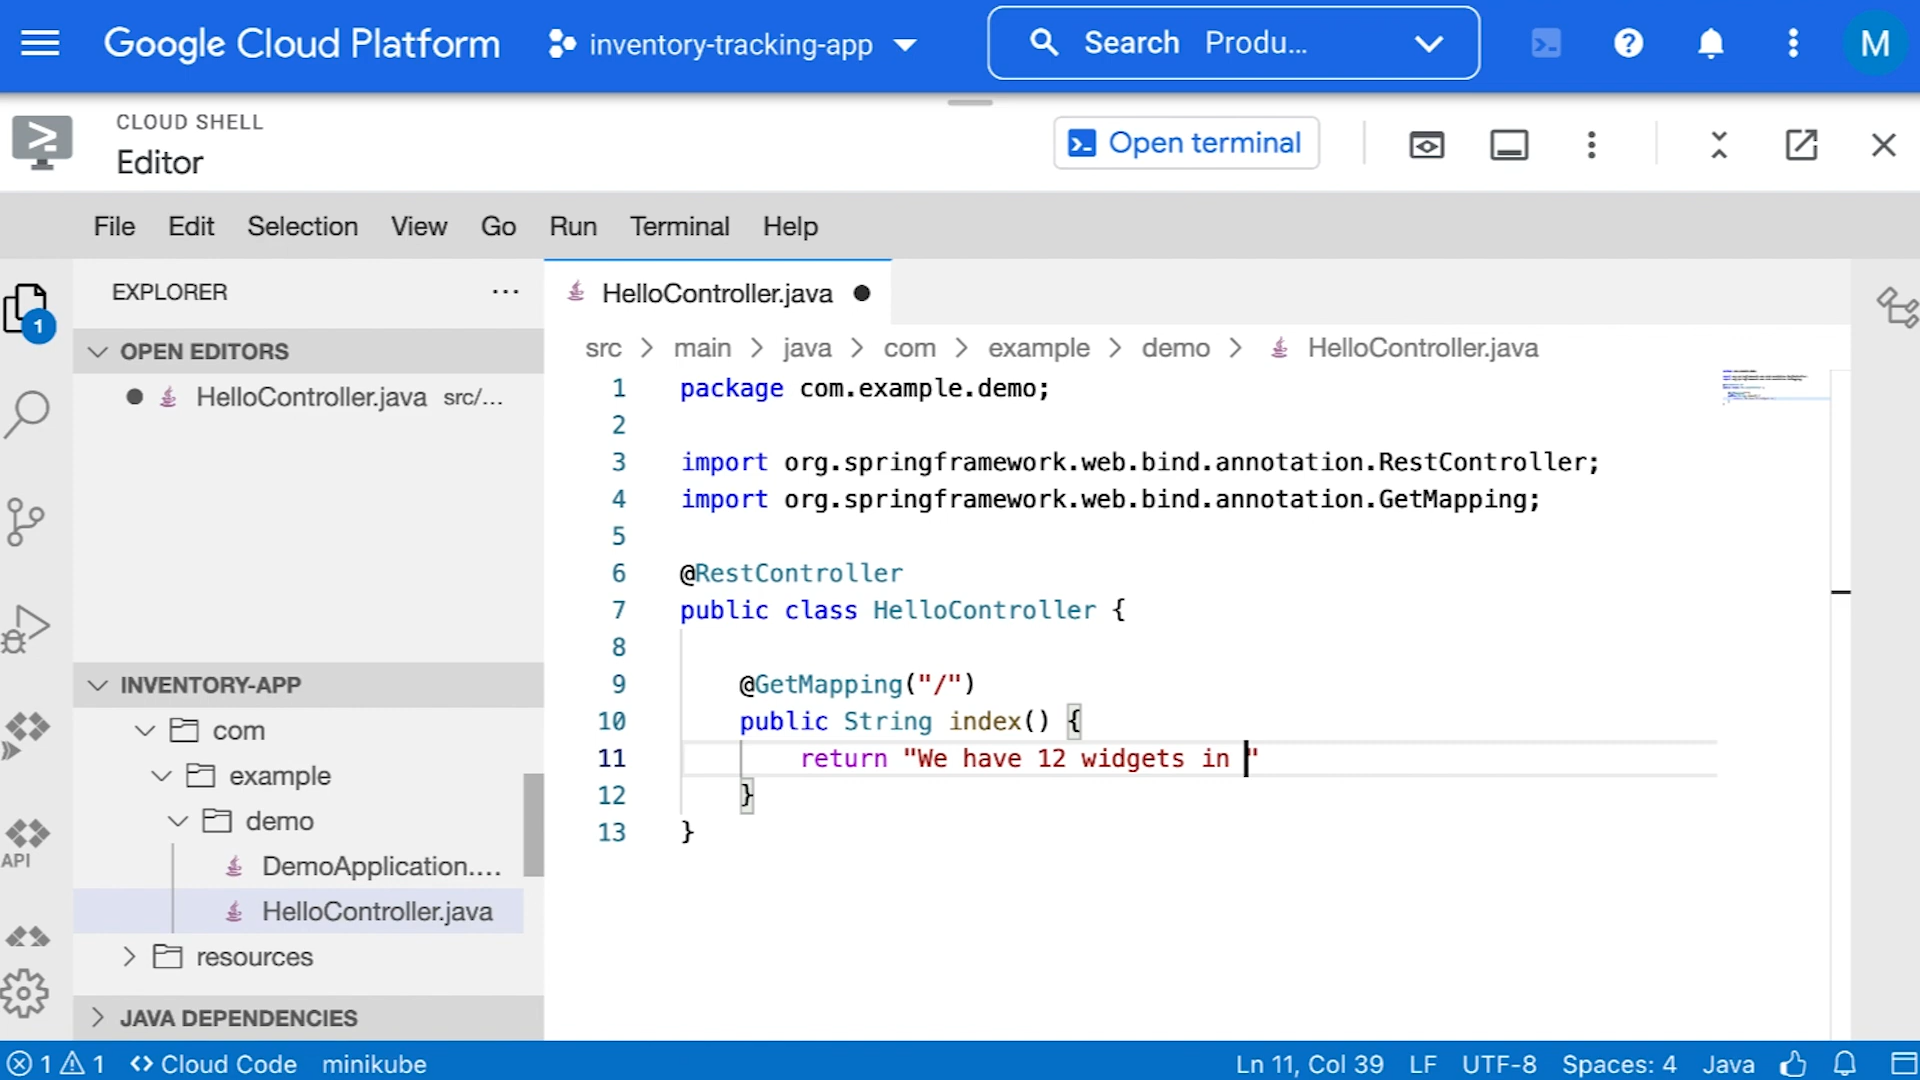 Google Cloud Platform inventory-tracking-app Search Produ... M
CLOUD SHELL
Editor
Open terminal
File Edit Selection View Go Run Terminal Help
EXPLORER ...
1
OPEN EDITORS
HelloController.java src/...
INVENTORY-APP
com
example
demo
DemoApplication....
HelloController.java
resources
JAVA DEPENDENCIES
API
HelloController.java
src > main > java > com > example > demo > HelloController.java
1 package com.example.demo;
2
3 import org.springframework.web.bind.annotation.RestController;
4 import org.springframework.web.bind.annotation.GetMapping;
5
6 @RestController
7 public class HelloController {
8
9 @GetMapping("/")
10 public String index() {
11 return "We have 12 widgets in "
12 }
13 }
1 1 <> Cloud Code minikube Ln 11, Col 39 LF UTF-8 Spaces: 4 Java